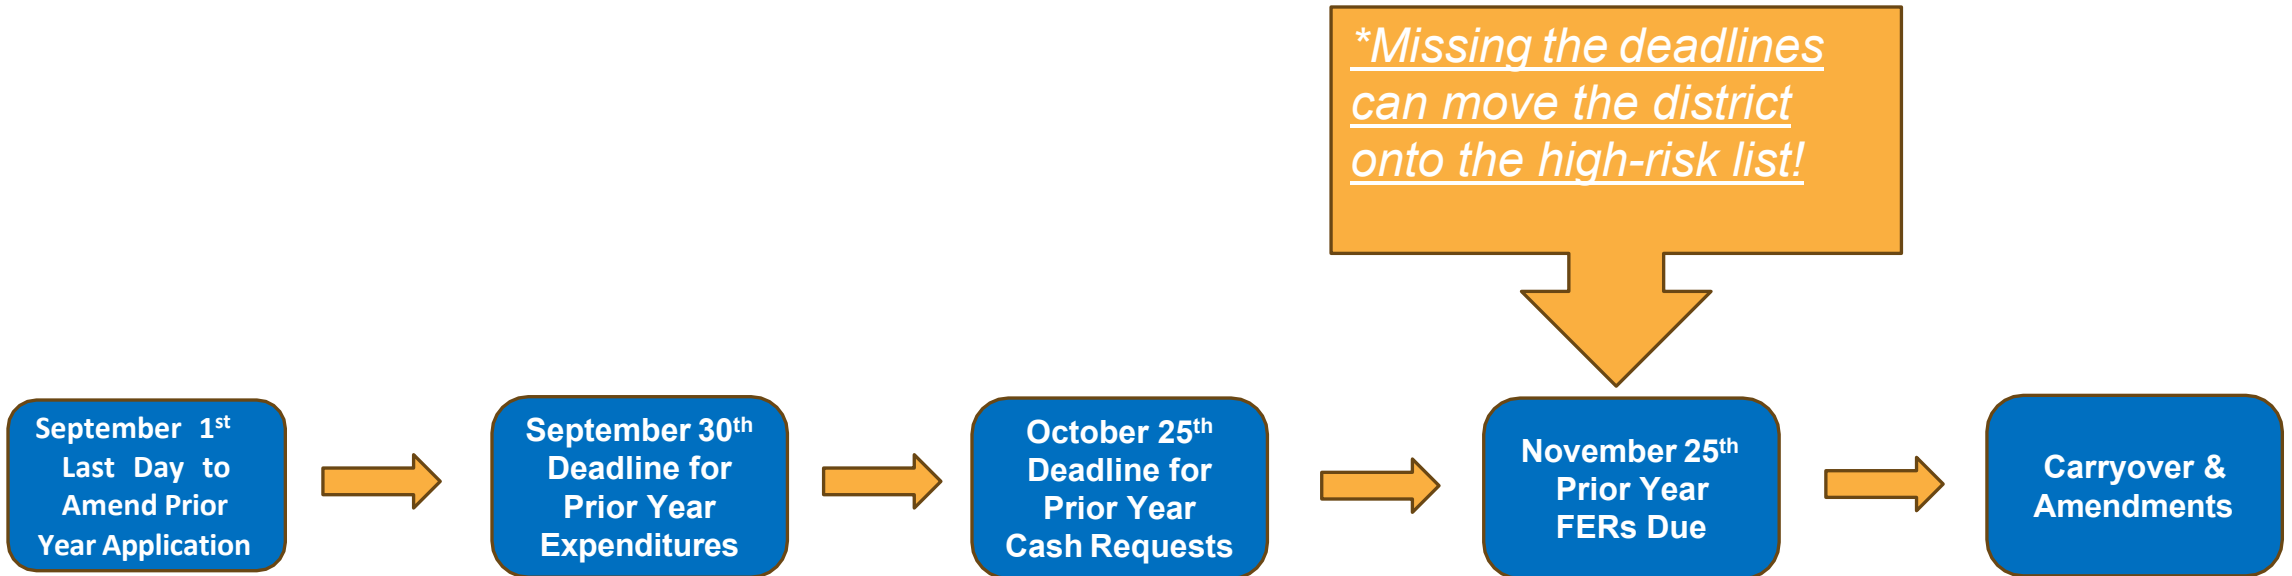 *Missing the deadlines
can move the district
onto the high-risk list!
September 1st
Last Day to
Amend Prior
Year Application
September 30th
Deadline for
Prior Year
Expenditures
October 25th
Deadline for
Prior Year
Cash Requests
November 25th
Prior Year
FERs Due
Carryover &
Amendments